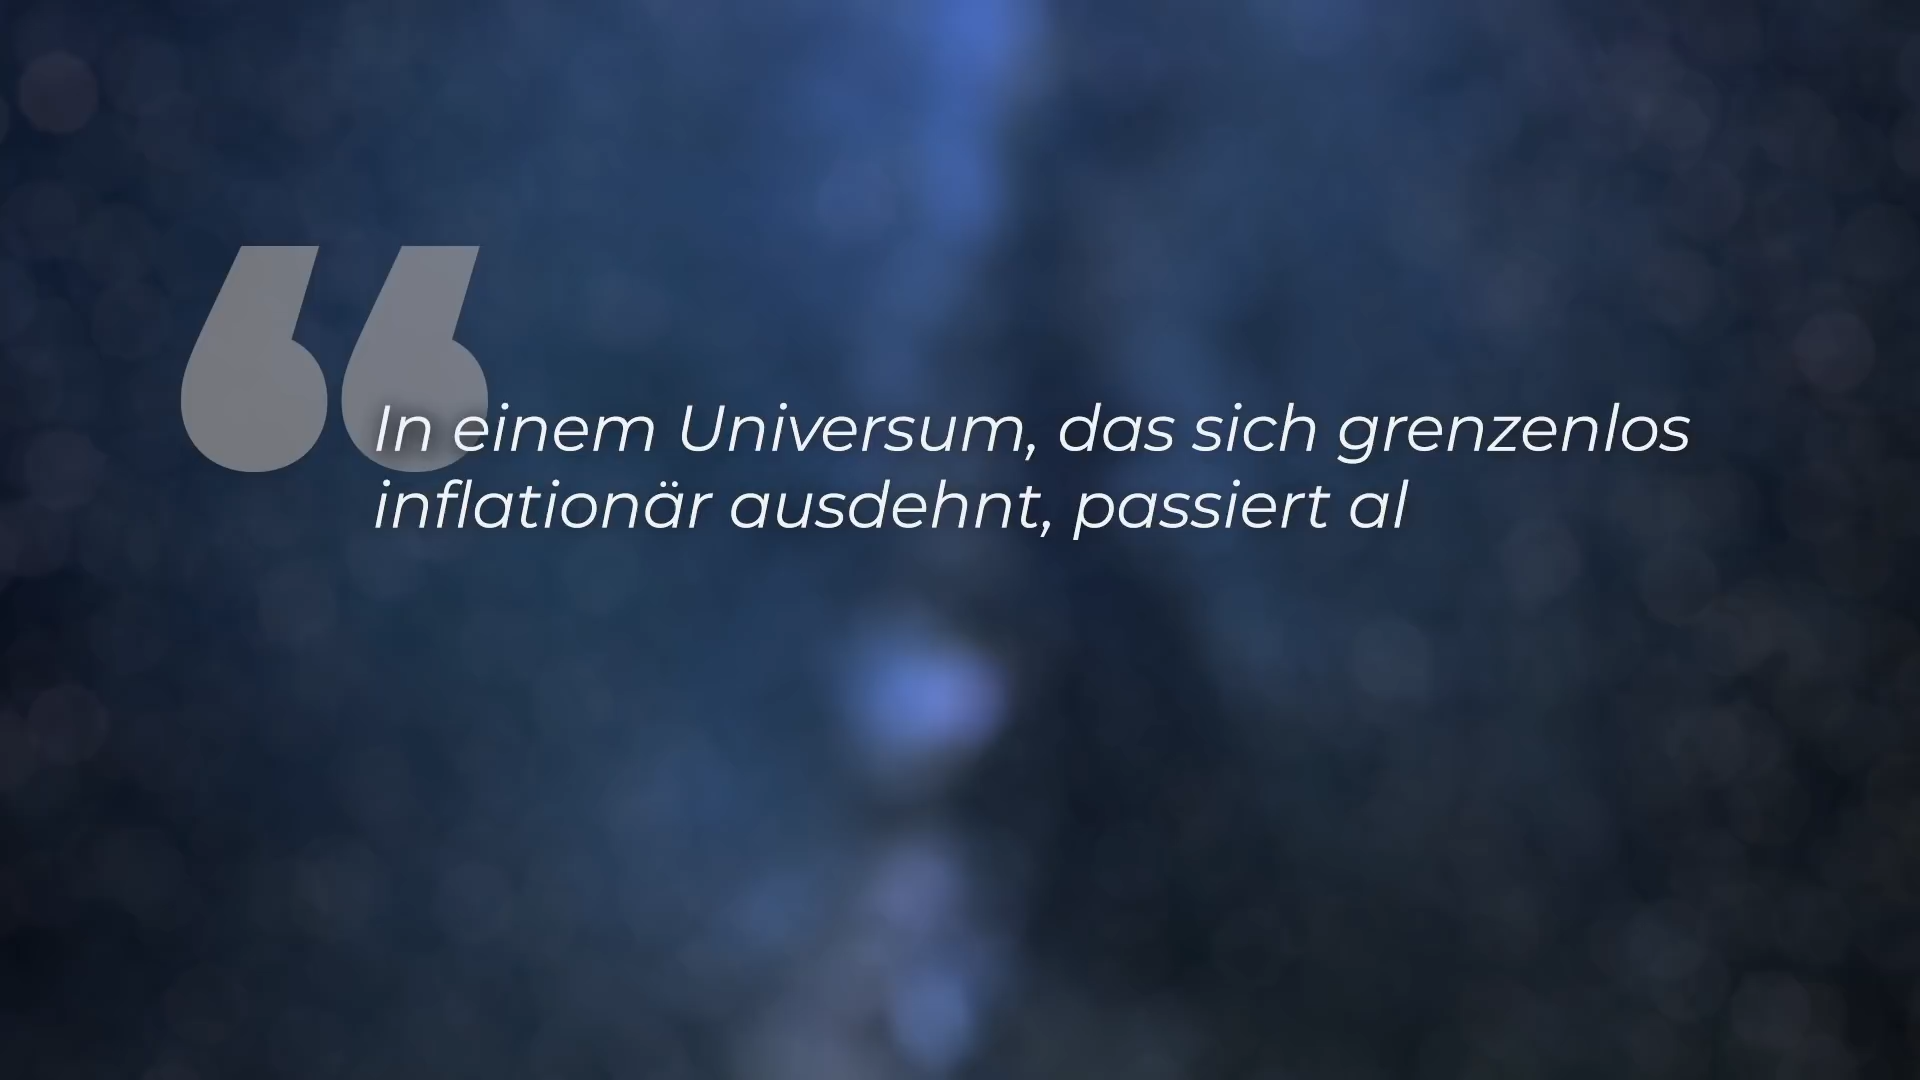 In einem Universum, das sich grenzenlos
inflationär ausdehnt, passiert al